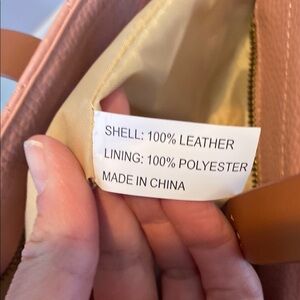 SHELL: 100% LEATHER
LINING: 100% POLYESTER
MADE IN CHINA